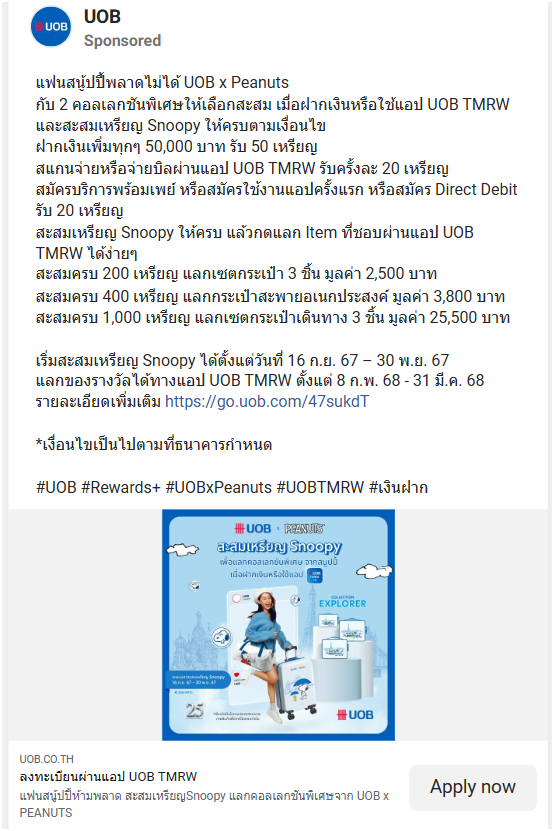 UOB
UOB
Sponsored
แฟนสนู้ปปี้พลาดไม่ได้ UOB x Peanuts
กับ 2 คอลเลกชันพิเศษให้เลือกสะสม เมื่อฝากเงินหรือใช้แอป UOB TMRW
และสะสมเหรียญ Snoopy ให้ครบตามเงื่อนไข
ฝากเงินเพิ่มทุกๆ 50,000 บาท รับ 50 เหรียญ
สแกนจ่ายหรือจ่ายบิลผ่านแอป UOB TMRW รับครั้งละ 20 เหรียญ
สมัครบริการพร้อมเพย์ หรือสมัครใช้งานแอปครั้งแรก หรือสมัคร Direct Debit
รับ 20 เหรียญ
สะสมเหรียญ Snoopy ให้ครบ แล้วกดแลก Item ที่ชอบผ่านแอป UOB
TMRW ได้ง่ายๆ
สะสมครบ 200 เหรียญ แลกเซตกระเป๋า 3 ชิ้น มูลค่า 2,500 บาท
สะสมครบ 400 เหรียญ แลกกระเป๋าสะพายอเนกประสงค์ มูลค่า 3,800 บาท
สะสมครบ 1,000 เหรียญ แลกเซตกระเป๋าเดินทาง 3 ชิ้น มูลค่า 25,500 บาท
เริ่มสะสมเหรียญ Snoopy ได้ตั้งแต่วันที่ 16 ก.ย. 67 – 30 พ.ย. 67
แลกของรางวัลได้ทางแอป UOB TMRW ตั้งแต่ 8 ก.พ. 68 - 31 มี.ค. 68
รายละเอียดเพิ่มเติม https://go.uob.com/47sukdT
*เงื่อนไขเป็นไปตามที่ธนาคารกำหนด
#UOB #Rewards+ #UOBxPeanuts #UOBTMRW #เงินฝาก
UOB x PEANUTS
สะสมเหรียญ Snoopy
เพื่อแลกคอลเลกชันพิเศษ จากสนูปปี้
เมื่อฝากเงินหรือใช้แอป
COLLECTION
EXPLORER
16 ก.ย. 67 - 30 พ.ย. 67
25
UOB
UOB.CO.TH
ลงทะเบียนผ่านแอป UOB TMRW
แฟนสนู้ปปี้ห้ามพลาด สะสมเหรียญSnoopy แลกคอลเลกชันพิเศษจาก UOB x
PEANUTS
Apply now